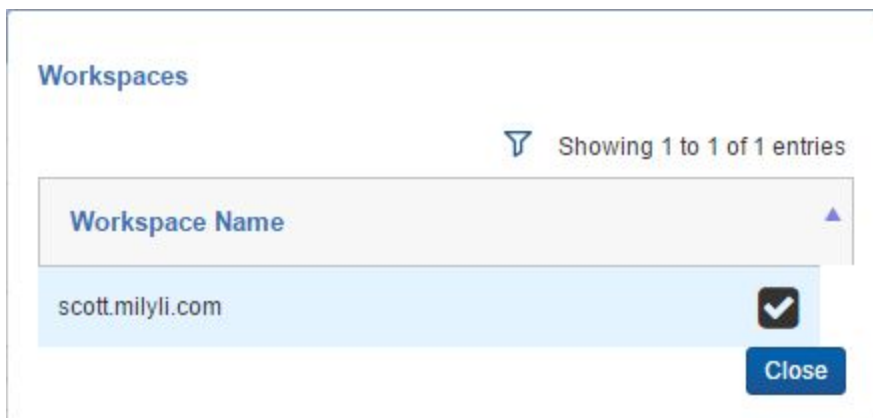 Workspaces
Showing 1 to 1 of 1 entries
Workspace Name
scott.milyli.com
Close